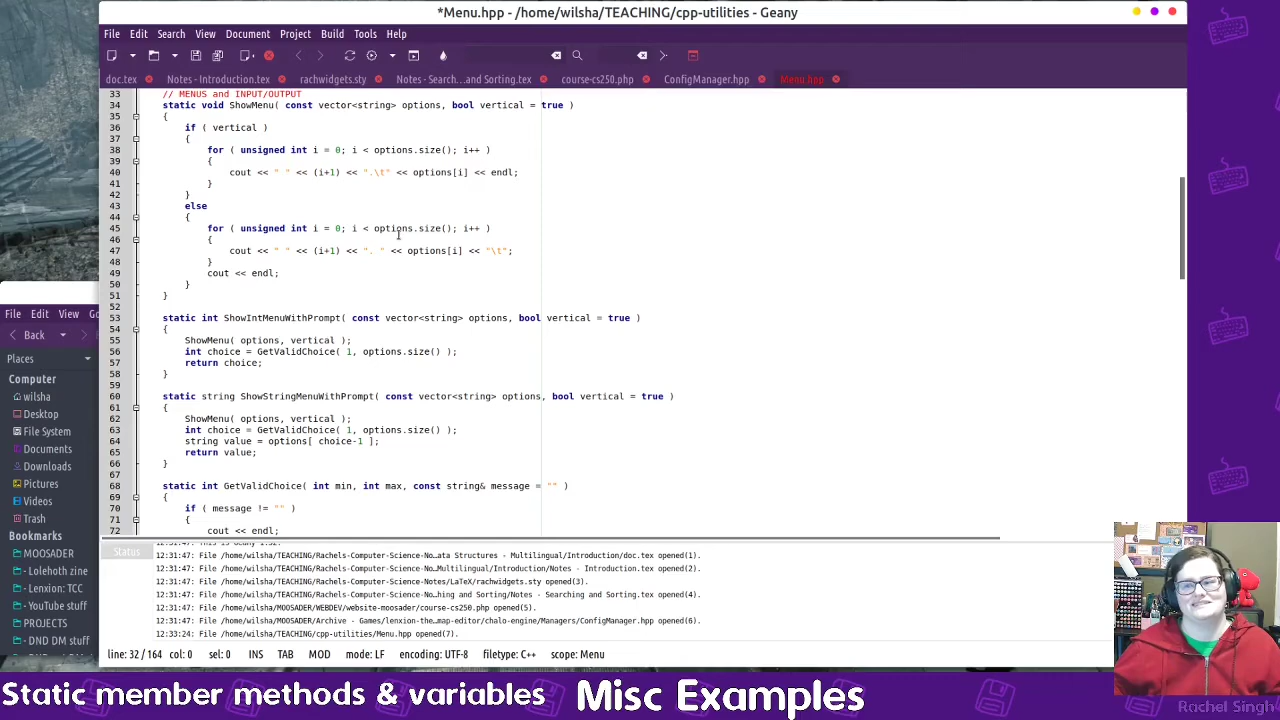 *Menu.hpp - /home/wilsha/TEACHING/cpp-utilities - Geany
File Edit Search View Document Project Build Tools Help
doc.tex Notes - Introduction.tex rachwidgets.sty Notes - Search...and Sorting.tex course-cs250.php ConfigManager.hpp Menu.hpp
33 // MENUS and INPUT/OUTPUT
34 static void ShowMenu( const vector<string> options, bool vertical = true )
35 {
36 if ( vertical )
37 {
38 for ( unsigned int i = 0; i < options.size(); i++ )
39 {
40 cout << " " << (i+1) << ".\t" << options[i] << endl;
41 }
42 }
43 else
44 {
45 for ( unsigned int i = 0; i < options.size(); i++ )
46 {
47 cout << " " << (i+1) << ". " << options[i] << "\t";
48 }
49 cout << endl;
50 }
51 }
52
53 static int ShowIntMenuWithPrompt( const vector<string> options, bool vertical = true )
54 {
55 ShowMenu( options, vertical );
56 int choice = GetValidChoice( 1, options.size() );
57 return choice;
58 }
59
60 static string ShowStringMenuWithPrompt( const vector<string> options, bool vertical = true )
61 {
62 ShowMenu( options, vertical );
63 int choice = GetValidChoice( 1, options.size() );
64 string value = options[ choice-1 ];
65 return value;
66 }
67
68 static int GetValidChoice( int min, int max, const string& message = "" )
69 {
70 if ( message != "" )
71 {
72 cout << endl;
File Edit View
Back
Places
Computer
wilsha
Desktop
File System
Documents
Downloads
Pictures
Videos
Trash
Bookmarks
MOOSADER
- Lolehoth zine
- Lenxion: TCC
- YouTube stuff
PROJECTS
- DND DM stuff
Status
12:31:47: This is Geany 1.32.
12:31:47: File /home/wilsha/TEACHING/Rachels-Computer-Science-No...ata Structures - Multilingual/Introduction/doc.tex opened(1).
12:31:47: File /home/wilsha/TEACHING/Rachels-Computer-Science-No...Multilingual/Introduction/Notes - Introduction.tex opened(2).
12:31:47: File /home/wilsha/TEACHING/Rachels-Computer-Science-Notes/LaTeX/rachwidgets.sty opened(3).
12:31:47: File /home/wilsha/TEACHING/Rachels-Computer-Science-No...hing and Sorting/Notes - Searching and Sorting.tex opened(4).
12:31:47: File /home/wilsha/MOOSADER/WEBDEV/website-moosader/course-cs250.php opened(5).
12:31:47: File /home/wilsha/MOOSADER/Archive - Games/lenxion-the...map-editor/chalo-engine/Managers/ConfigManager.hpp opened(6).
12:33:24: File /home/wilsha/TEACHING/cpp-utilities/Menu.hpp opened(7).
line: 32 / 164 col: 0 sel: 0 INS TAB MOD mode: LF encoding: UTF-8 filetype: C++ scope: Menu
Static member methods & variables Misc Examples
Rachel Singh